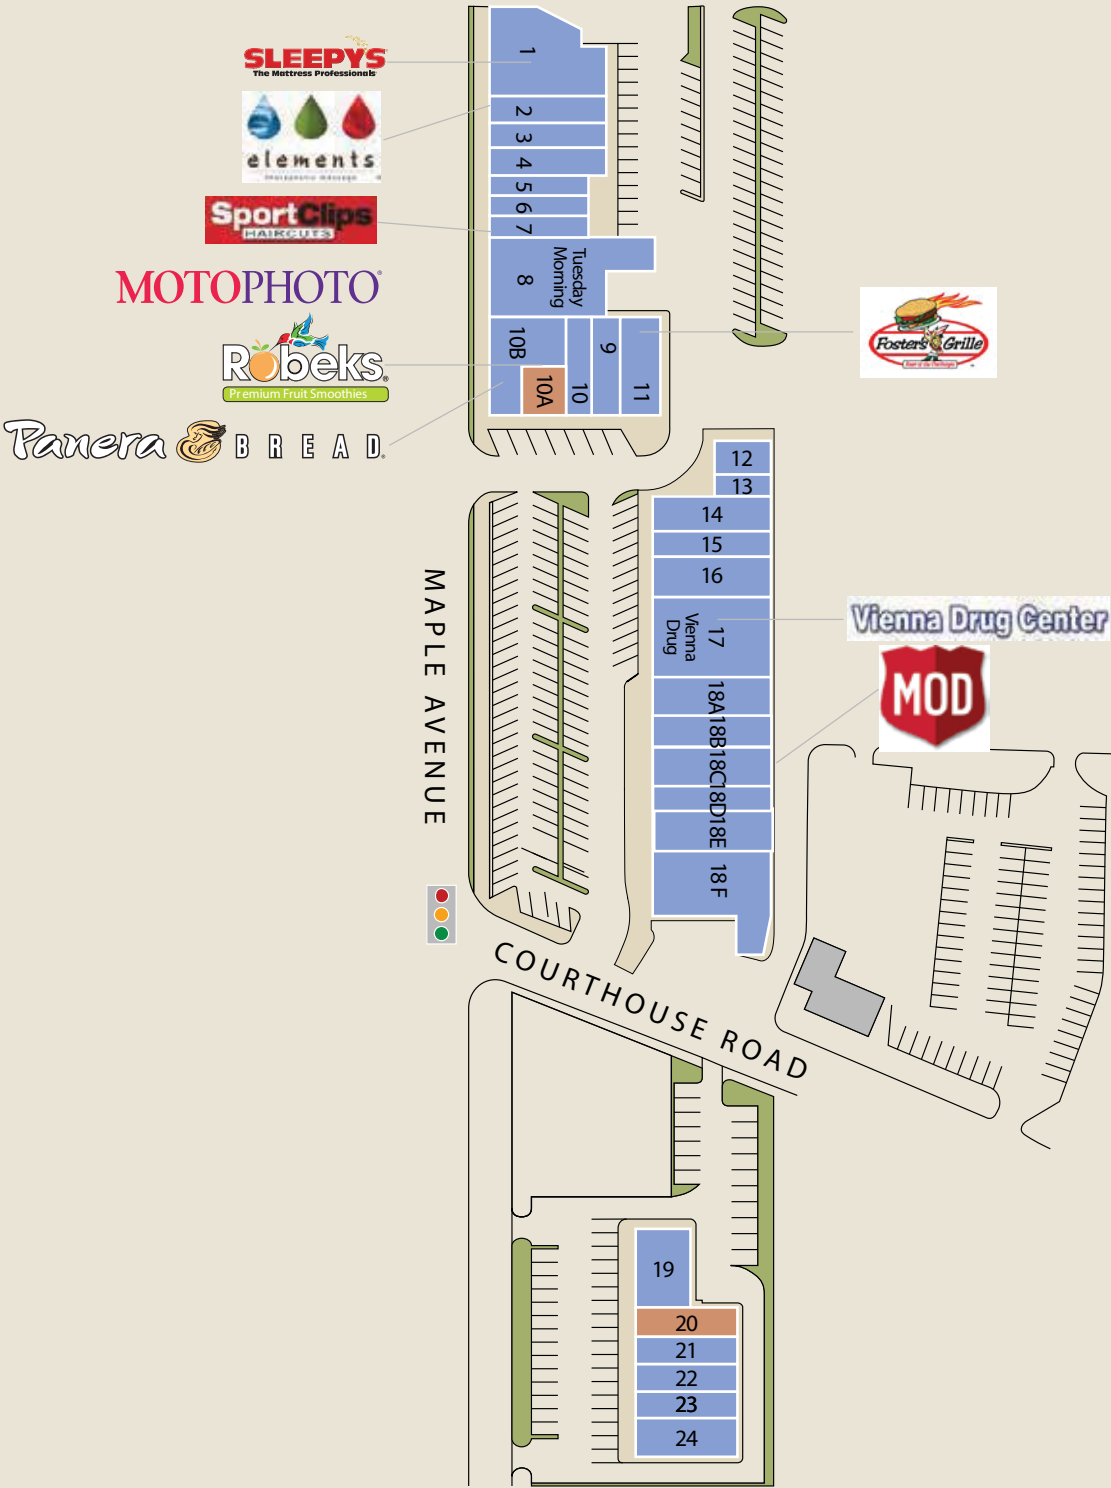 SLEEPY'S
The Mattress Professionals
elements
SportClips
HAIRCUTS
MOTOPHOTO
Robeks
Premium Fruit Smoothies
Panera BREAD
1
2
3
4
5
6
7
8
Tuesday
Morning
10B
10A
10
9
11
Foster's Grille
12
13
14
15
16
17
Vienna
Drug
18A
18B
18C
18D
18E
18F
Vienna Drug Center
MOD
MAPLE AVENUE
COURTHOUSE ROAD
19
20
21
22
23
24